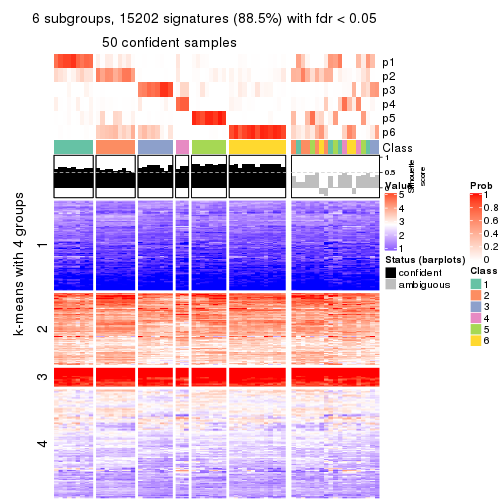 6 subgroups, 15202 signatures (88.5%) with fdr < 0.05
50 confident samples
p1
p2
p3
p4
p5
p6
Class
1
0.5
0
Silhouette
score
k-means with 4 groups
1
2
3
4
Value
5
4
3
2
1
Status (barplots)
confident
ambiguous
Prob
1
0.8
0.6
0.4
0.2
0
Class
1
2
3
4
5
6